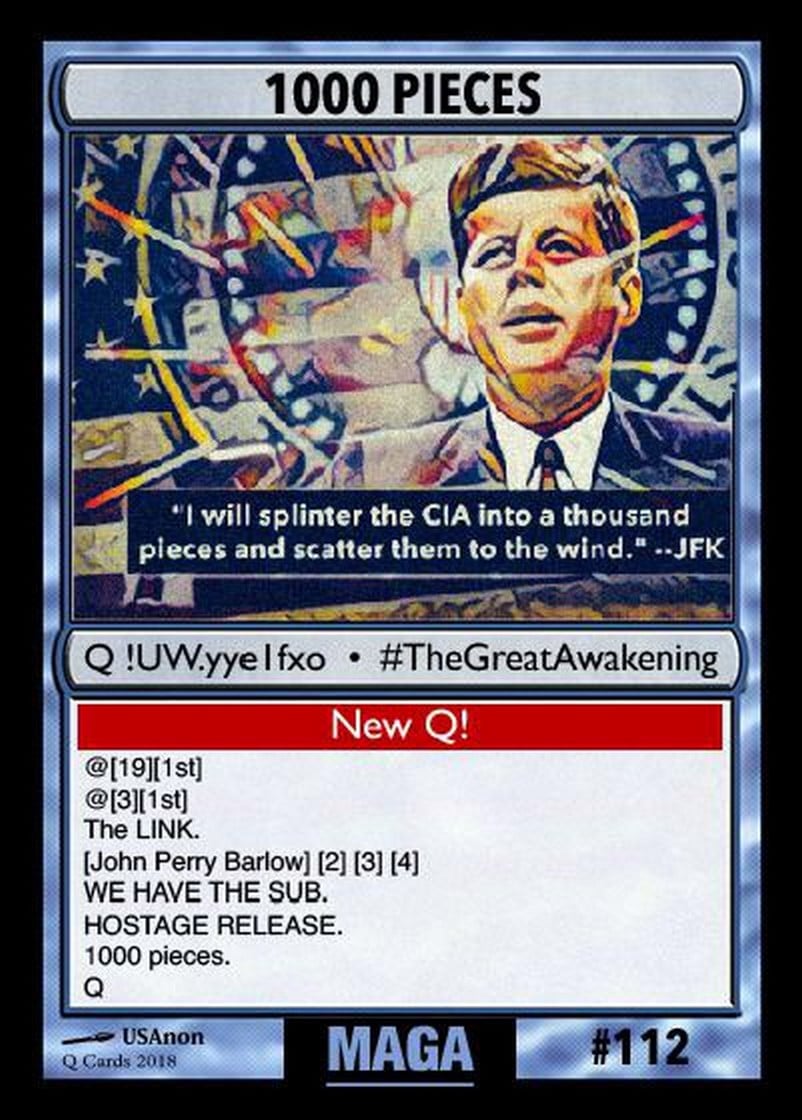 1000 PIECES
"I will splinter the CIA into a thousand
pieces and scatter them to the wind." --JFK
Q !UW.yye1fxo • #TheGreatAwakening
New Q!
@[19][1st]
@[3][1st]
The LINK.
[John Perry Barlow] [2] [3] [4]
WE HAVE THE SUB.
HOSTAGE RELEASE.
1000 pieces.
Q
USAnon
Q Cards 2018
MAGA
#112